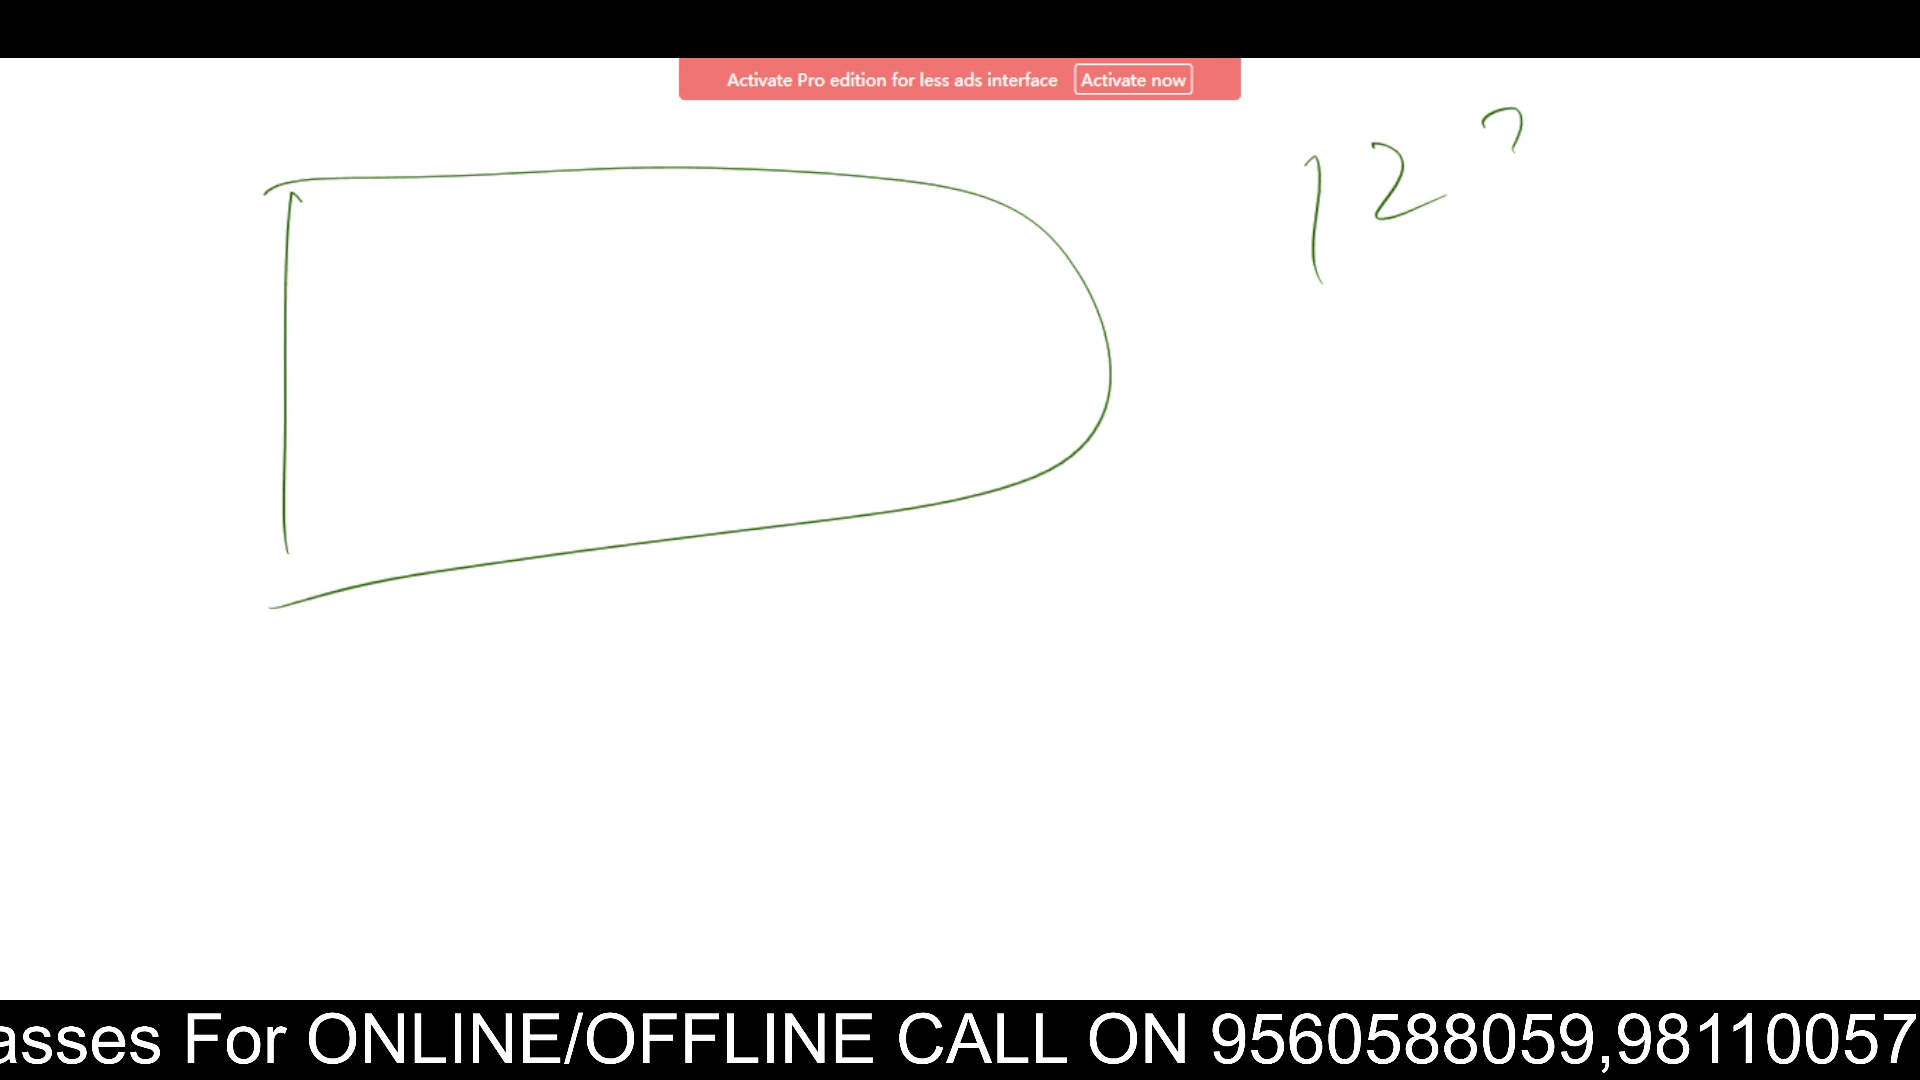 Activate Pro edition for less ads interface Activate now
12
asses For ONLINE/OFFLINE CALL ON 9560588059,98110057